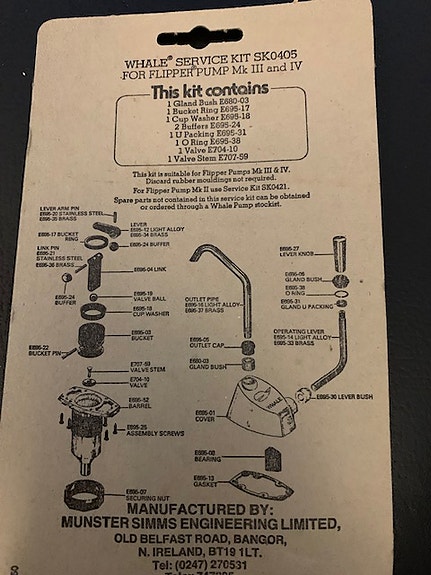 WHALE® SERVICE KIT SK0405
FOR FLIPPER PUMP Mk III and IV
This kit contains
1 Gland Bush E680-03
1 Bucket Ring E695-17
1 Cup Washer E695-18
2 Buffers E695-24
1 U Packing E695-31
1 O Ring E695-38
1 Valve E704-10
1 Valve Stem E707-59
This kit is suitable for Flipper Pumps Mk III & IV.
Discard rubber mouldings not required.
For Flipper Pump Mk II use Service Kit SK0421.
Spare parts not contained in this service kit can be obtained
or ordered through a Whale Pump stockist.
LEVER ARM PIN
E695-20 STAINLESS STEEL
E695-35 BRASS
LEVER
E695-12 LIGHT ALLOY
E695-34 BRASS
E695-17 BUCKET
RING
E695-24 BUFFER
LINK PIN
E695-21
STAINLESS STEEL
E695-36 BRASS
E695-04 LINK
E695-24
BUFFER
E695-19
VALVE BALL
E695-18
CUP WASHER
E695-03
BUCKET
E695-22
BUCKET PIN
E707-59
VALVE STEM
E704-10
VALVE
E695-52
BARREL
E695-25
ASSEMBLY SCREWS
E695-07
SECURING NUT
OUTLET PIPE
E695-16 LIGHT ALLOY
E695-37 BRASS
E695-05
OUTLET CAP
E680-03
GLAND BUSH
E695-01
COVER
WHALE
E695-08
BEARING
E695-13
GASKET
E695-27
LEVER KNOB
GLAND BUSH
E695-38
O RING
E695-31
GLAND U PACKING
OPERATING LEVER
E695-14 LIGHT ALLOY
E695-33 BRASS
E695-30 LEVER BUSH
MANUFACTURED BY:
MUNSTER SIMMS ENGINEERING LIMITED,
OLD BELFAST ROAD, BANGOR,
N. IRELAND, BT19 1LT.
Tel: (0247) 270531